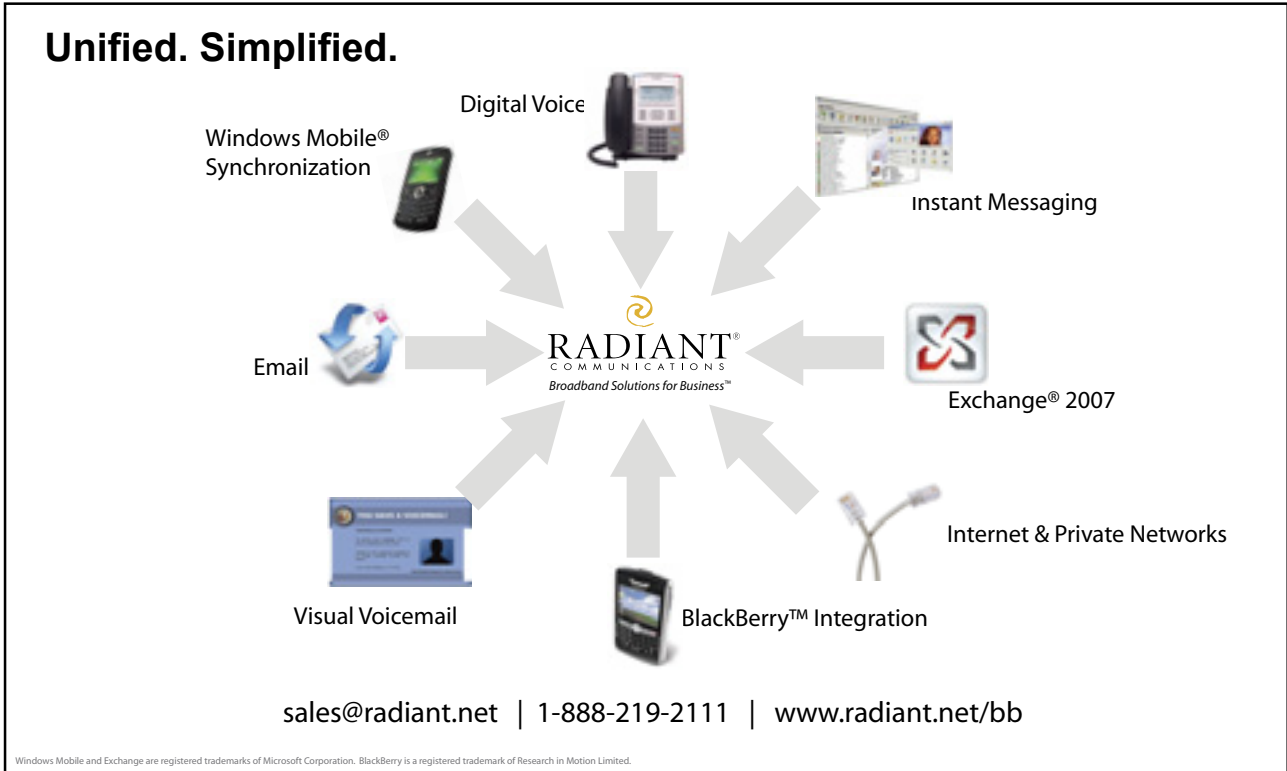 Unified. Simplified.
Digital Voice
Windows Mobile®
Synchronization
Instant Messaging
RADIANT®
COMMUNICATIONS
Broadband Solutions for Business™
Email
Exchange® 2007
Internet & Private Networks
Visual Voicemail
BlackBerry™ Integration
sales@radiant.net | 1-888-219-2111 | www.radiant.net/bb
Windows Mobile and Exchange are registered trademarks of Microsoft Corporation. BlackBerry is a registered trademark of Research in Motion Limited.